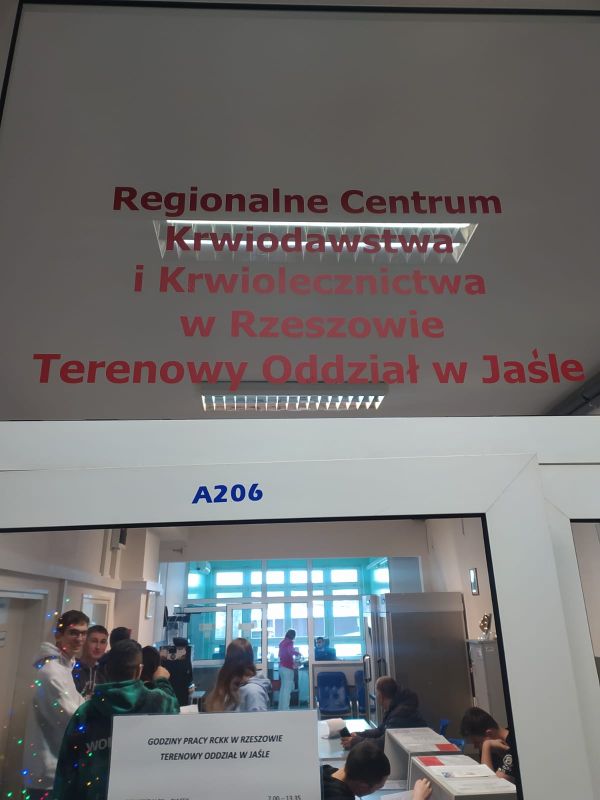 Regionalne Centrum
Krwiodawstwa
i Krwiolecznictwa
w Rzeszowie
Terenowy Oddział w Jaśle
A206
GODZINY PRACY RCKK W RZESZOWIE
TERENOWY ODDZIAŁ W JAŚLE
7.00 – 13.35